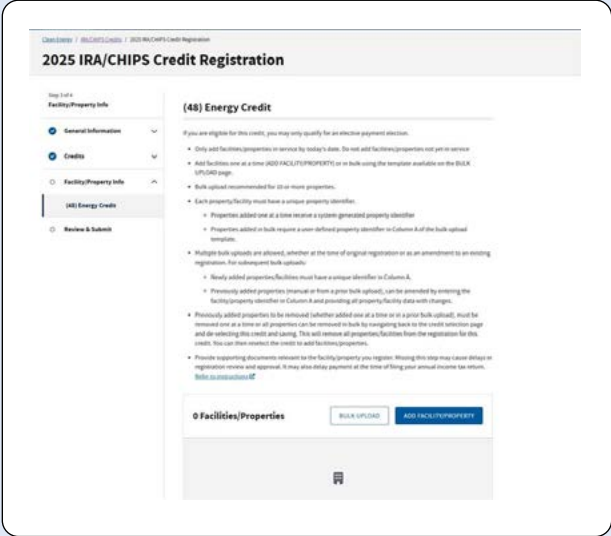 Clean Energy / IRA/CHIPS Credits / 2025 IRA/CHIPS Credit Registration
2025 IRA/CHIPS Credit Registration
Step 3 of 4
Facility/Property Info
General Information
Credits
Facility/Property Info
(48) Energy Credit
Review & Submit
(48) Energy Credit
If you are eligible for this credit, you may only qualify for an elective payment election.
• Only add facilities/properties in service by today's date. Do not add facilities/properties not yet in service
• Add facilities one at a time (ADD FACILITY/PROPERTY) or in bulk using the template available on the BULK
UPLOAD page.
• Bulk upload recommended for 10 or more properties.
• Each property/facility must have a unique property identifier.
Properties added one at a time receive a system generated property identifier
Properties added in bulk require a user-defined property identifier in Column A of the bulk upload
template.
• Multiple bulk uploads are allowed, whether at the time of original registration or as an amendment to an existing
registration. For subsequent bulk uploads:
Newly added properties/facilities must have a unique identifier in Column A.
Previously added properties (manual or from a prior bulk upload), can be amended by entering the
facility/property identifier in Column A and providing all property/facility data with changes.
• Previously added properties to be removed (whether added one at a time or in a prior bulk upload), must be
removed one at a time or all properties can be removed in bulk by navigating back to the credit selection page
and de-selecting this credit and saving. This will remove all properties/facilities from the registration for this
credit. You can then reselect the credit to add facilities/properties.
• Provide supporting documents relevant to the facility/property you register. Missing this step may cause delays in
registration review and approval. It may also delay payment at the time of filing your annual income tax return.
Refer to instructions
0 Facilities/Properties
BULK UPLOAD
ADD FACILITY/PROPERTY